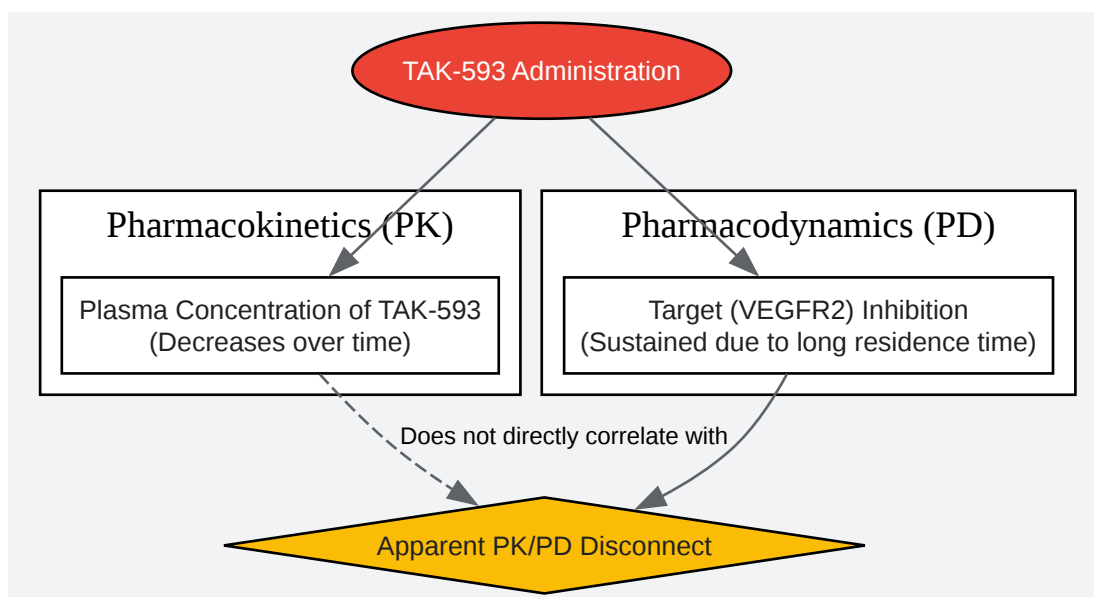 TAK-593 Administration
Pharmacokinetics (PK)
Pharmacodynamics (PD)
Plasma Concentration of TAK-593
(Decreases over time)
Target (VEGFR2) Inhibition
(Sustained due to long residence time)
Does not directly correlate with
Apparent PK/PD Disconnect